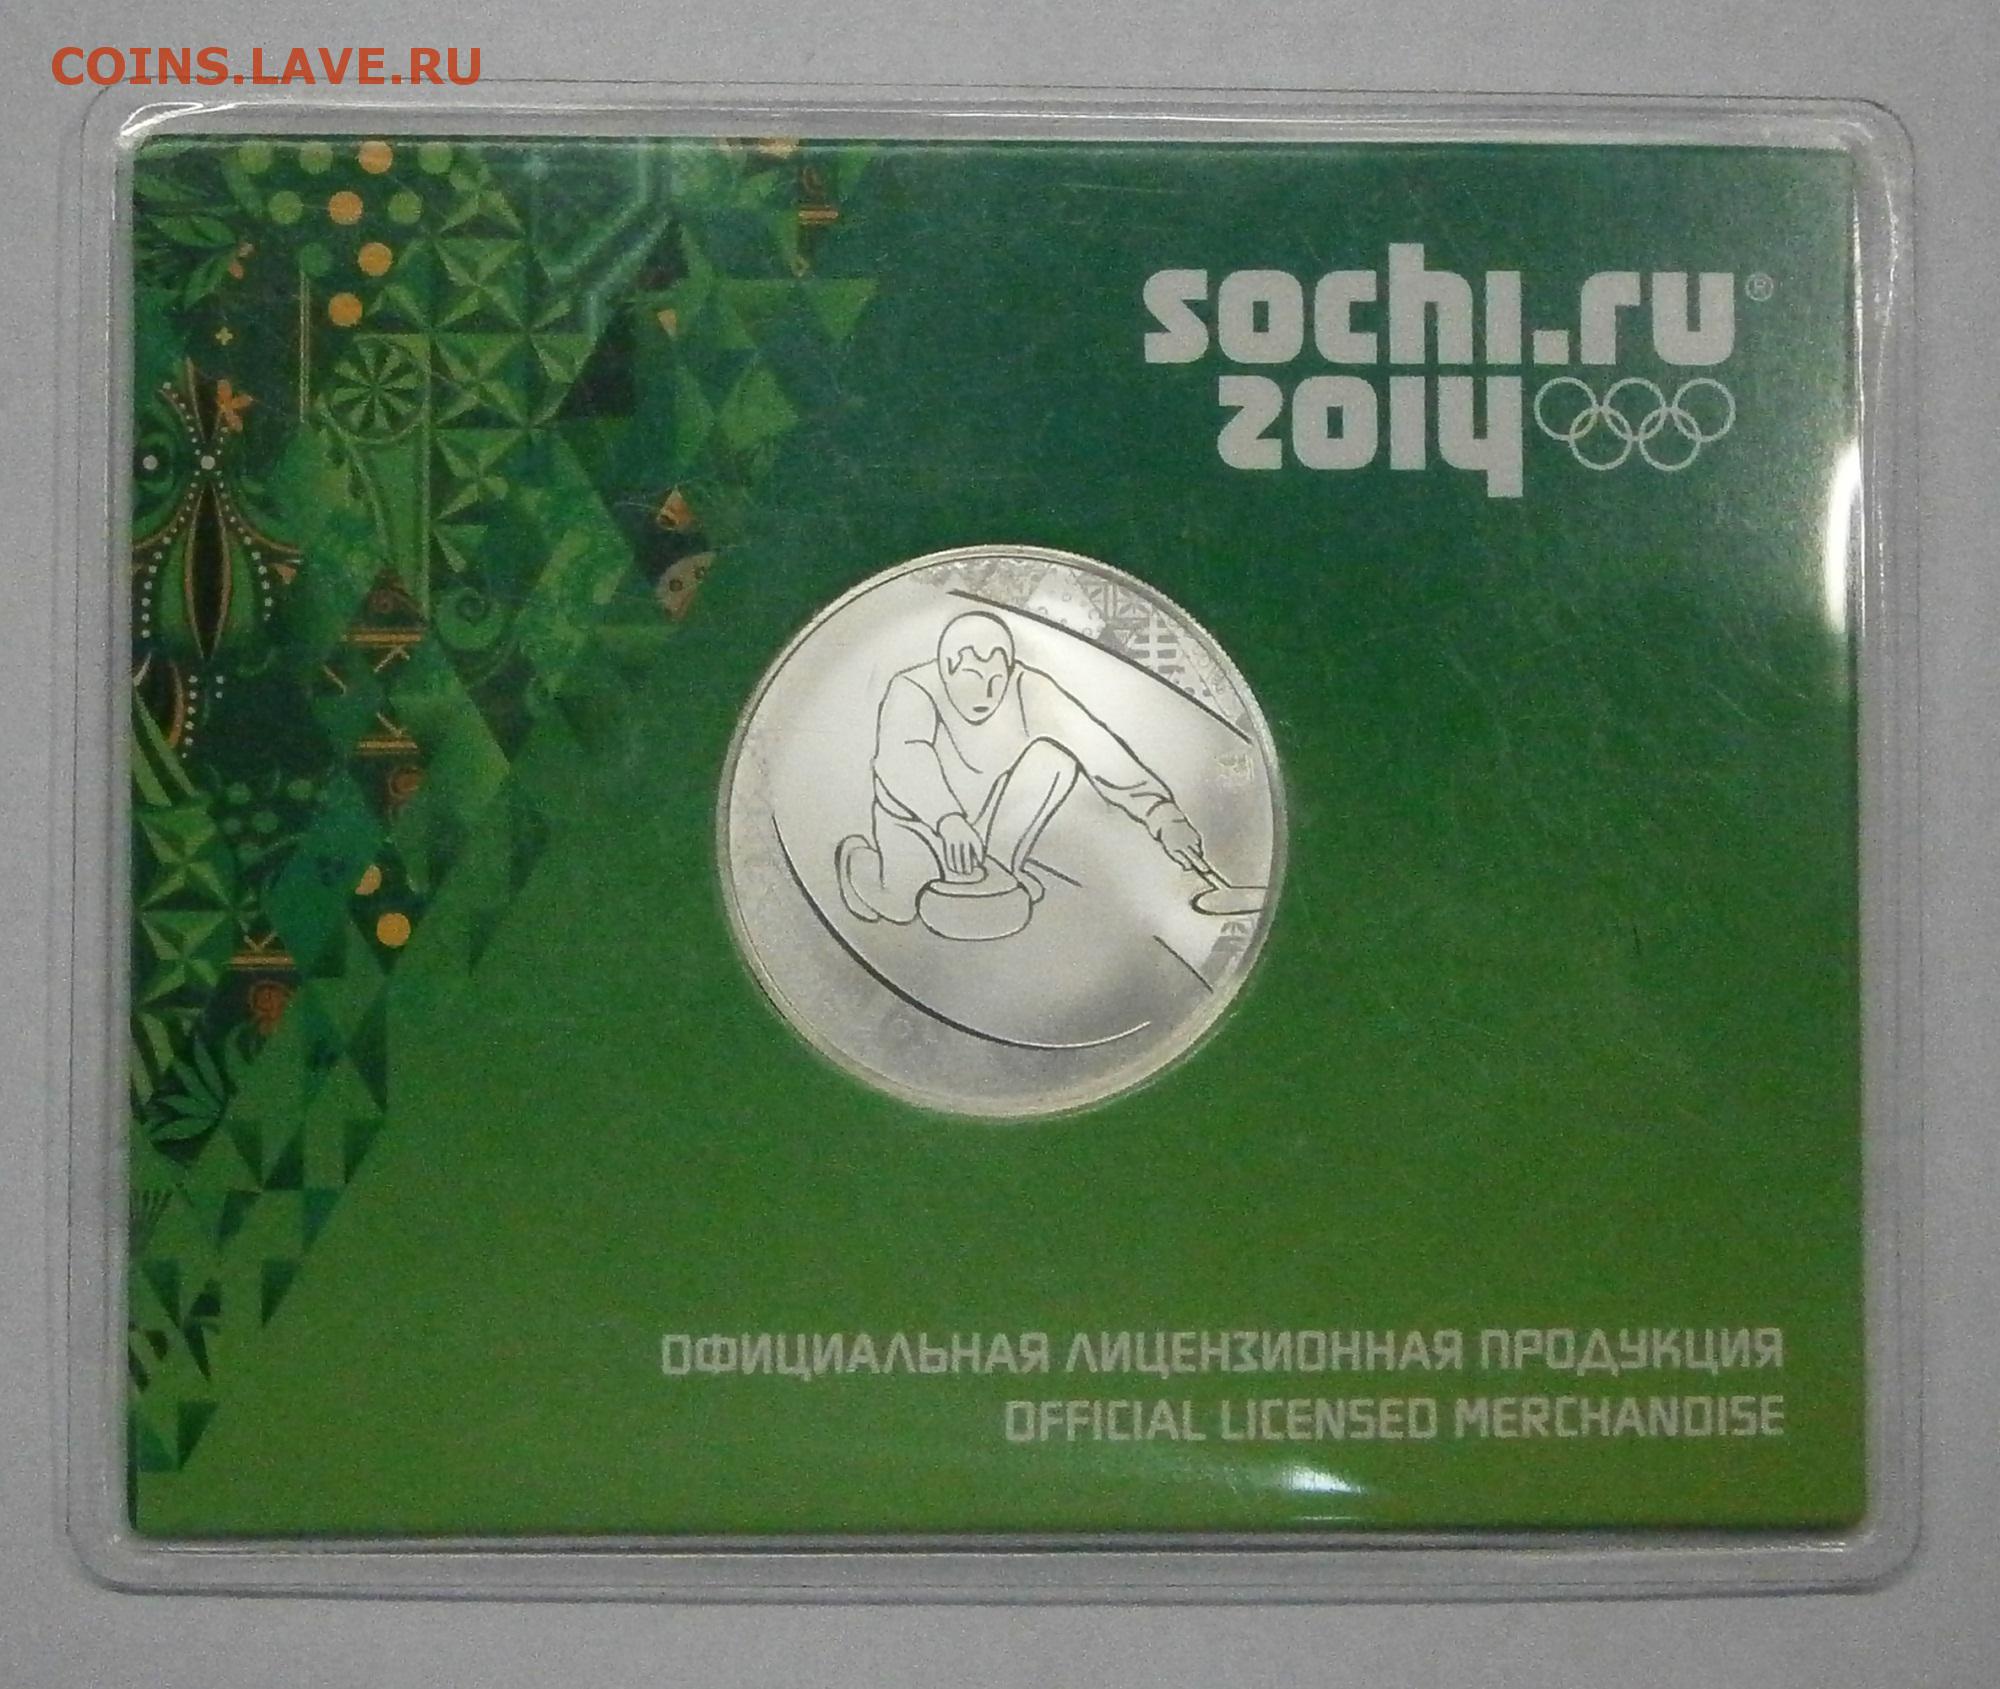 COINS.LAVE.RU
sochi.ru®
2014
ОФИЦИАЛЬНАЯ ЛИЦЕНЗИОННАЯ ПРОДУКЦИЯ
OFFICIAL LICENSED MERCHANDISE